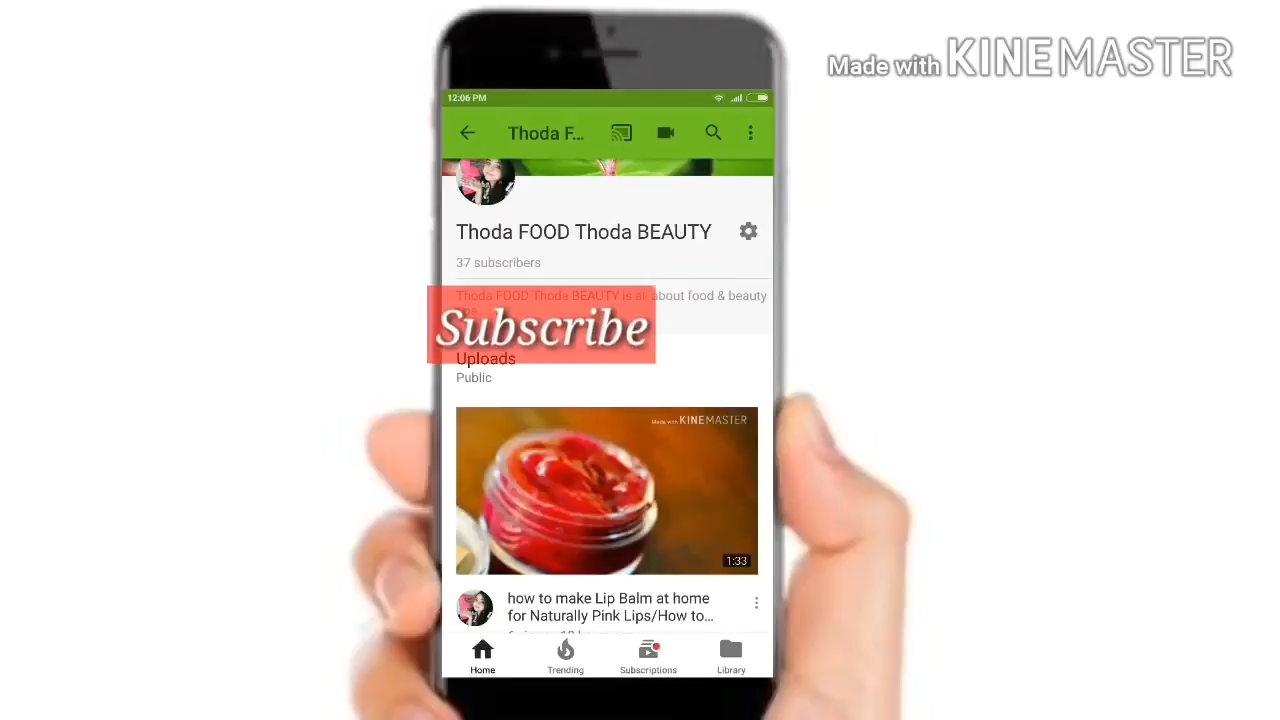 Made with KINEMASTER
12:06 PM
Thoda F...
Thoda FOOD Thoda BEAUTY
37 subscribers
Thoda FOOD Thoda BEAUTY is all about food & beauty
Subscribe
Uploads
Public
Made with KINEMASTER
1:33
how to make Lip Balm at home
for Naturally Pink Lips/How to...
Home
Trending
Subscriptions
Library